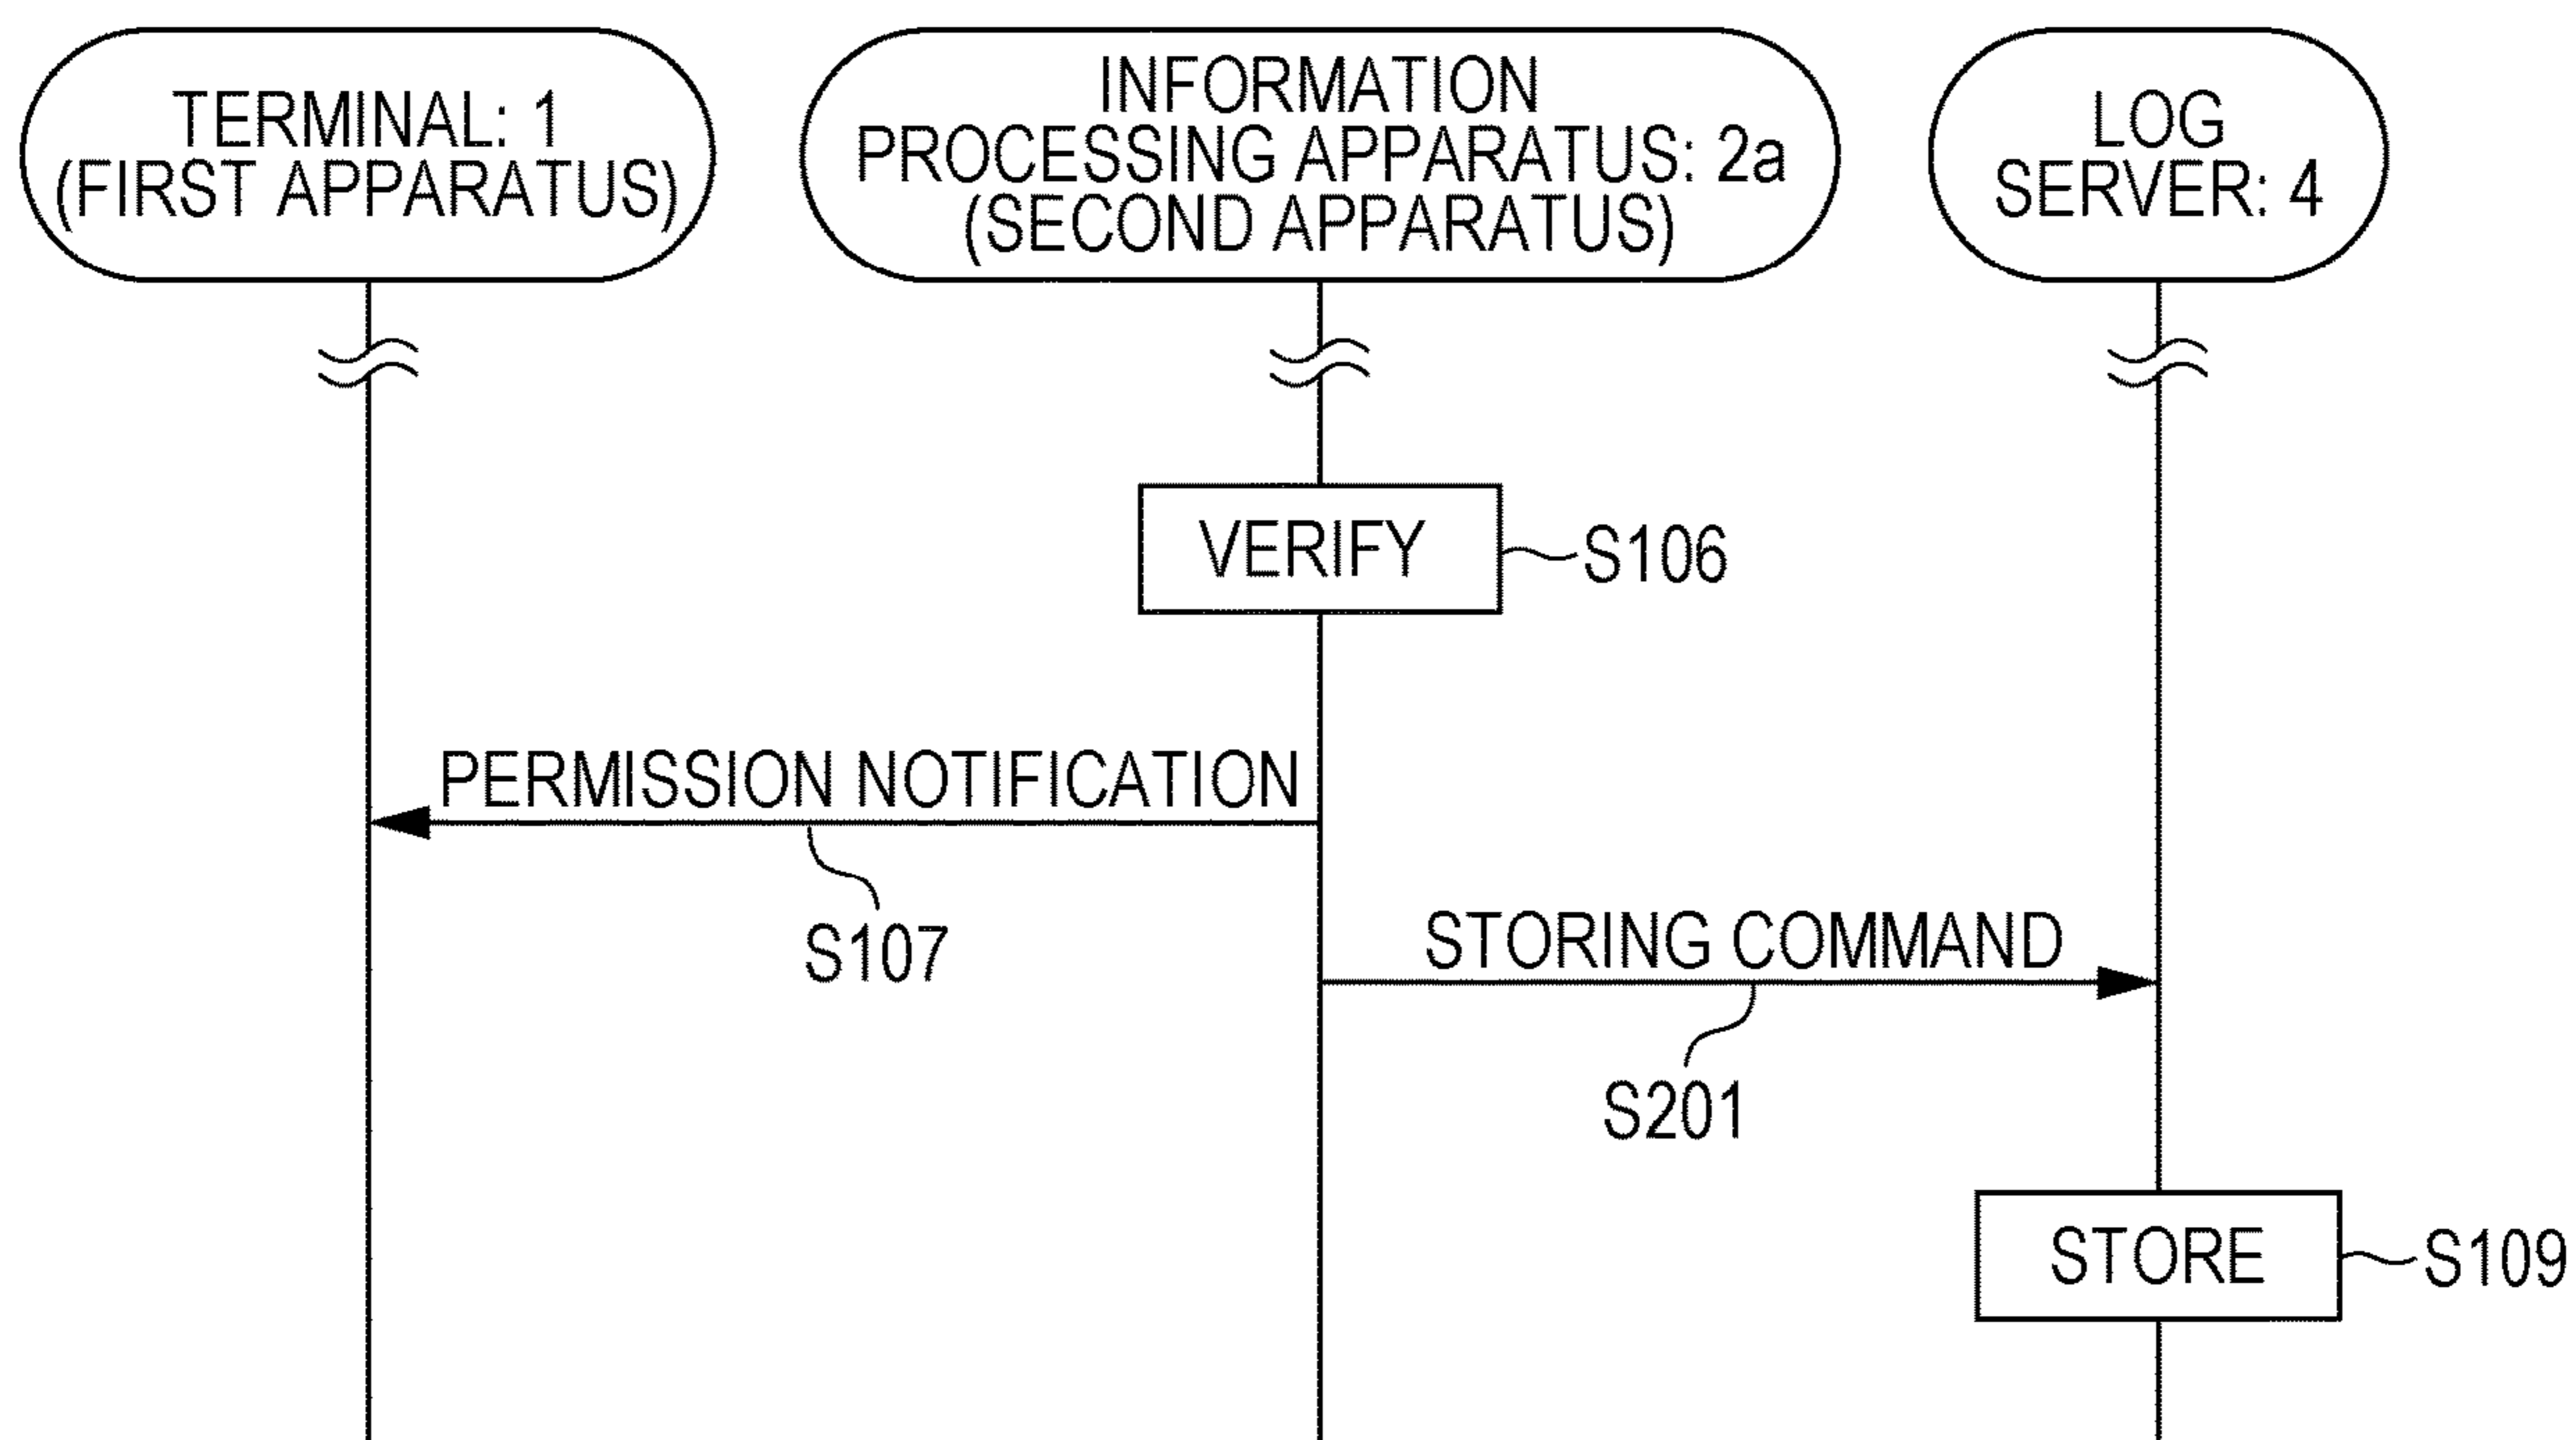 TERMINAL: 1
(FIRST APPARATUS)
INFORMATION
PROCESSING APPARATUS: 2a
(SECOND APPARATUS)
LOG
SERVER: 4
VERIFY
S106
PERMISSION NOTIFICATION
S107
STORING COMMAND
S201
STORE
S109